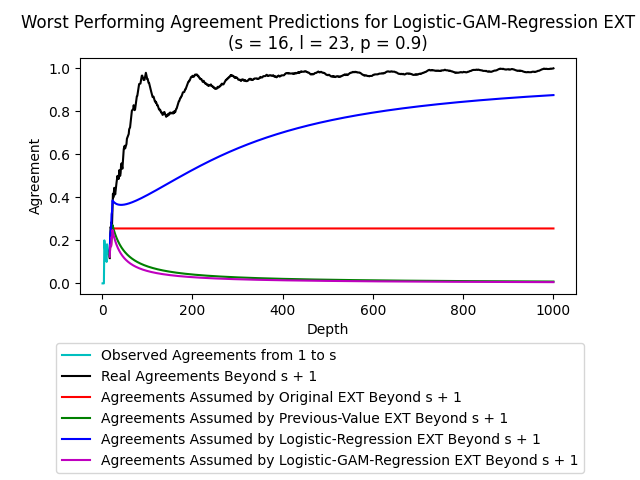 Worst Performing Agreement Predictions for Logistic-GAM-Regression EXT
(s = 16, l = 23, p = 0.9)
1.0
0.8
0.6
0.4
0.2
0.0
Agreement
0 200 400 600 800 1000
Depth
Observed Agreements from 1 to s
Real Agreements Beyond s + 1
Agreements Assumed by Original EXT Beyond s + 1
Agreements Assumed by Previous-Value EXT Beyond s + 1
Agreements Assumed by Logistic-Regression EXT Beyond s + 1
Agreements Assumed by Logistic-GAM-Regression EXT Beyond s + 1